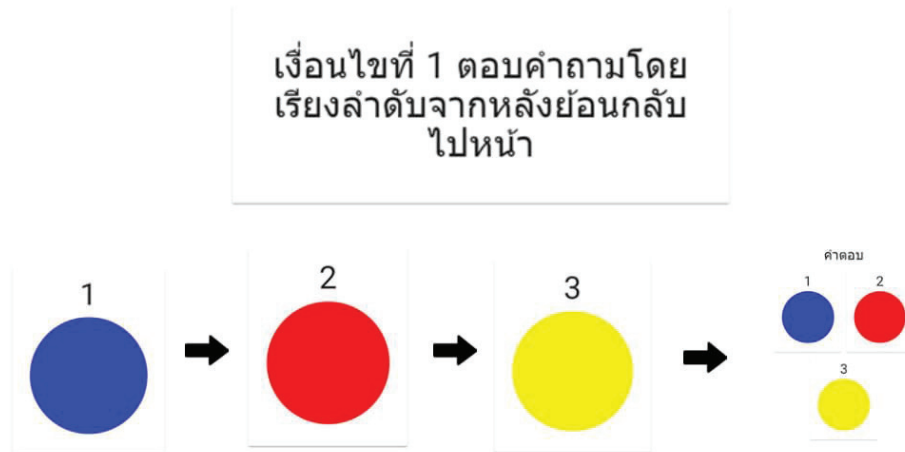 เงื่อนไขที่ 1 ตอบคำถามโดย
เรียงลำดับจากหลังย้อนกลับ
ไปหน้า
1
2
3
คำตอบ
1 2
3